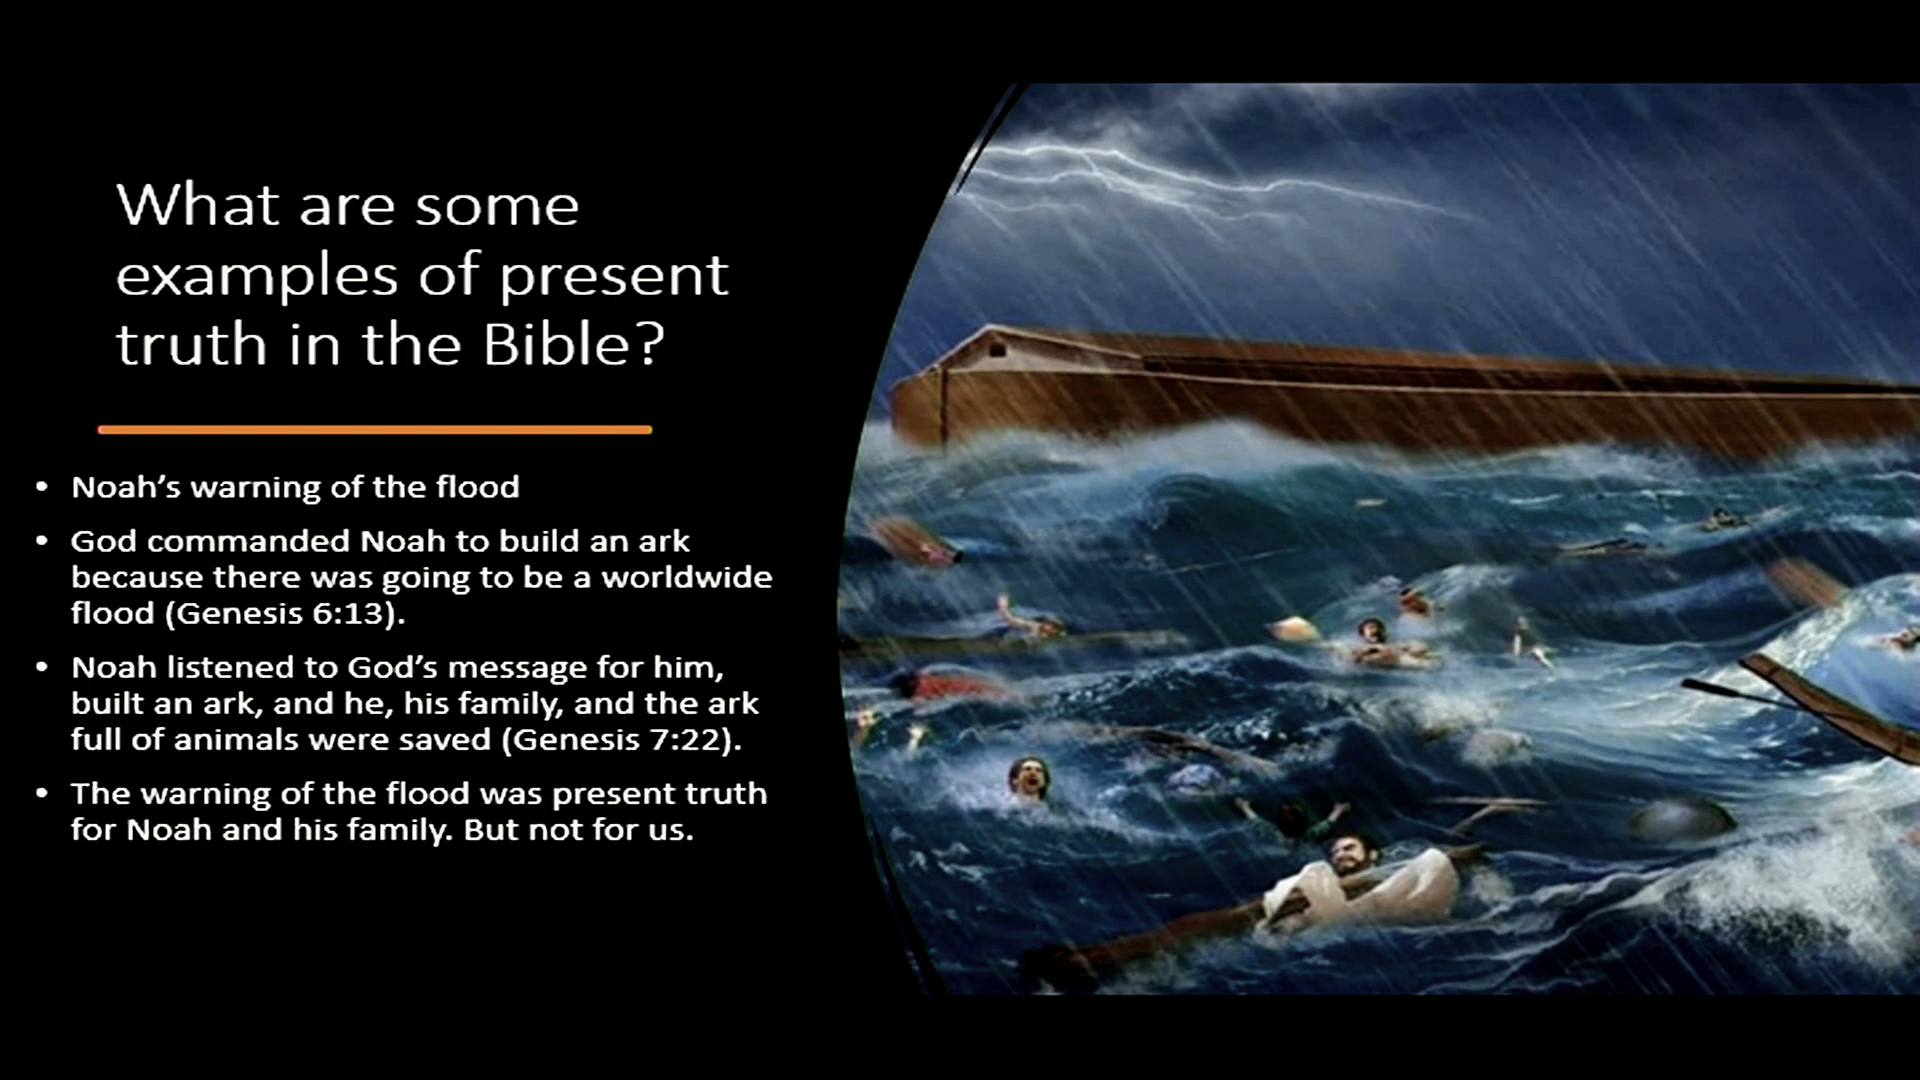 What are some
examples of present
truth in the Bible?
• Noah’s warning of the flood
• God commanded Noah to build an ark
because there was going to be a worldwide
flood (Genesis 6:13).
• Noah listened to God’s message for him,
built an ark, and he, his family, and the ark
full of animals were saved (Genesis 7:22).
• The warning of the flood was present truth
for Noah and his family. But not for us.